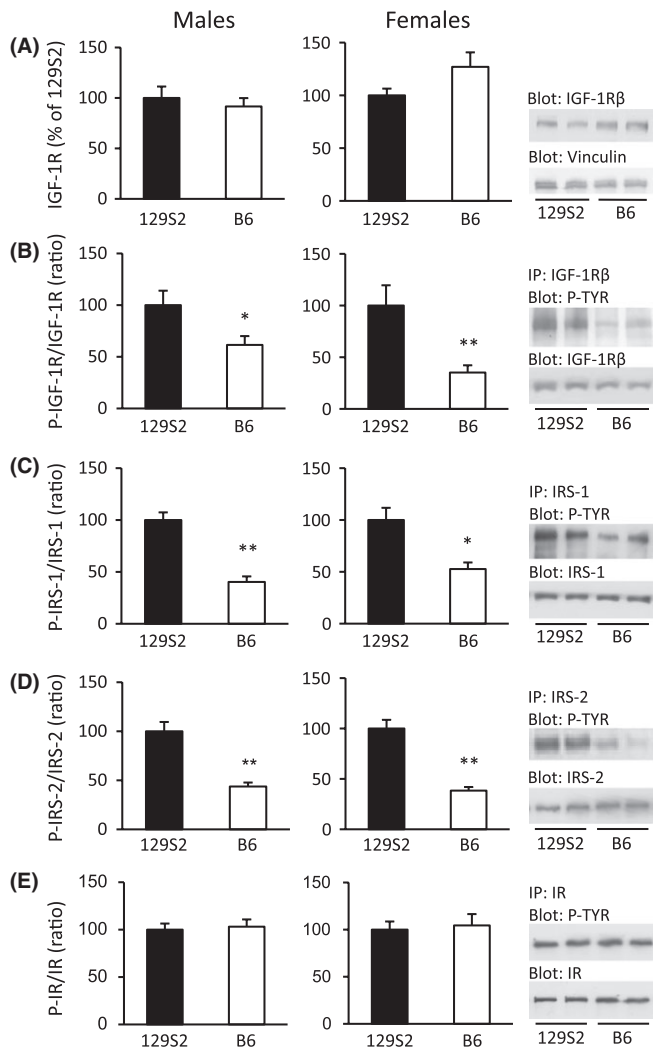 Males Females
(A)
IGF-1R (% of 129S2)
150
100
50
0
129S2 B6
150
100
50
0
129S2 B6
Blot: IGF-1Rβ
Blot: Vinculin
129S2 B6
(B)
P-IGF-1R/IGF-1R (ratio)
150
100
50
0
*
129S2 B6
150
100
50
0
**
129S2 B6
IP: IGF-1Rβ
Blot: P-TYR
Blot: IGF-1Rβ
129S2 B6
(C)
P-IRS-1/IRS-1 (ratio)
150
100
50
0
**
129S2 B6
150
100
50
0
*
129S2 B6
IP: IRS-1
Blot: P-TYR
Blot: IRS-1
129S2 B6
(D)
P-IRS-2/IRS-2 (ratio)
150
100
50
0
**
129S2 B6
150
100
50
0
**
129S2 B6
IP: IRS-2
Blot: P-TYR
Blot: IRS-2
129S2 B6
(E)
P-IR/IR (ratio)
150
100
50
0
129S2 B6
150
100
50
0
129S2 B6
IP: IR
Blot: P-TYR
Blot: IR
129S2 B6